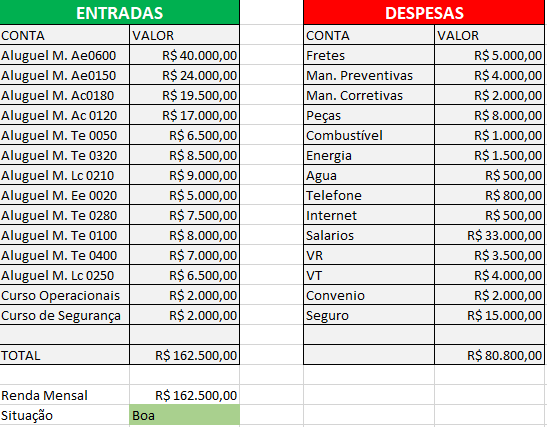 ENTRADAS DESPESAS
CONTA VALOR CONTA VALOR
Aluguel M. Ae0600 R$ 40.000,00 Fretes R$ 5.000,00
Aluguel M. Ae0150 R$ 24.000,00 Man. Preventivas R$ 4.000,00
Aluguel M. Ac0180 R$ 19.500,00 Man. Corretivas R$ 2.000,00
Aluguel M. Ac 0120 R$ 17.000,00 Peças R$ 8.000,00
Aluguel M. Te 0050 R$ 6.500,00 Combustível R$ 1.000,00
Aluguel M. Te 0320 R$ 8.500,00 Energia R$ 1.500,00
Aluguel M. Lc 0210 R$ 9.000,00 Agua R$ 500,00
Aluguel M. Ee 0020 R$ 5.000,00 Telefone R$ 800,00
Aluguel M. Te 0280 R$ 7.500,00 Internet R$ 500,00
Aluguel M. Te 0100 R$ 8.000,00 Salarios R$ 33.000,00
Aluguel M. Te 0400 R$ 7.000,00 VR R$ 3.500,00
Aluguel M. Lc 0250 R$ 6.500,00 VT R$ 4.000,00
Curso Operacionais R$ 2.000,00 Convenio R$ 2.000,00
Curso de Segurança R$ 2.000,00 Seguro R$ 15.000,00
TOTAL R$ 162.500,00 R$ 80.800,00
Renda Mensal R$ 162.500,00
Situação Boa